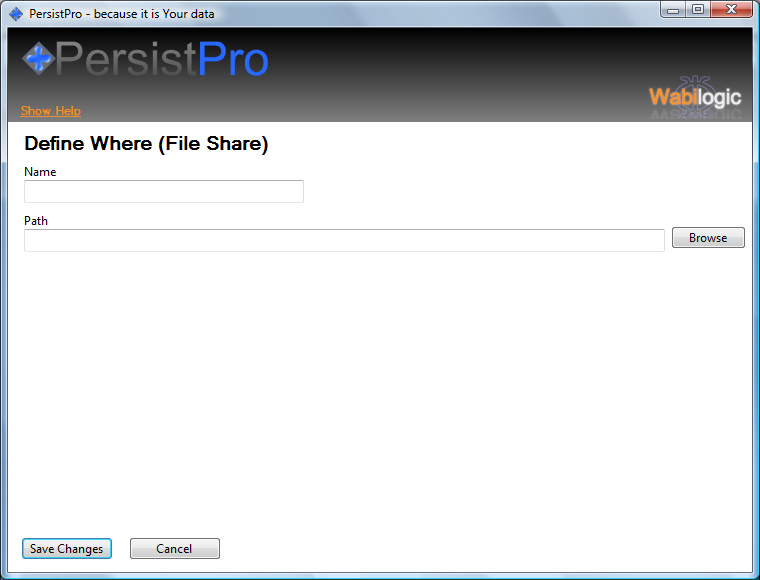 PersistPro - because it is Your data
PersistPro
Show Help
Wabilogic
Define Where (File Share)
Name
Path
Browse
Save Changes
Cancel